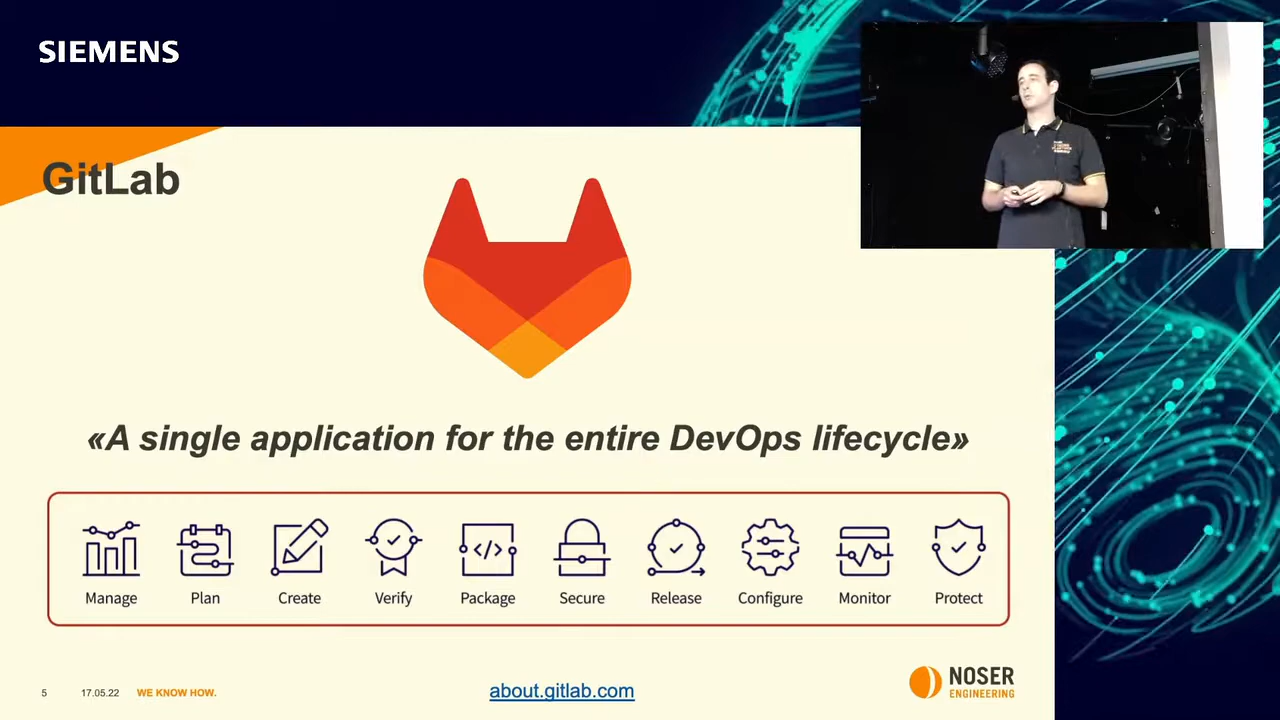 SIEMENS
GitLab
«A single application for the entire DevOps lifecycle»
Manage
Plan
Create
Verify
</>
Package
Secure
Release
Configure
Monitor
Protect
5
17.05.22
WE KNOW HOW.
about.gitlab.com
NOSER
ENGINEERING